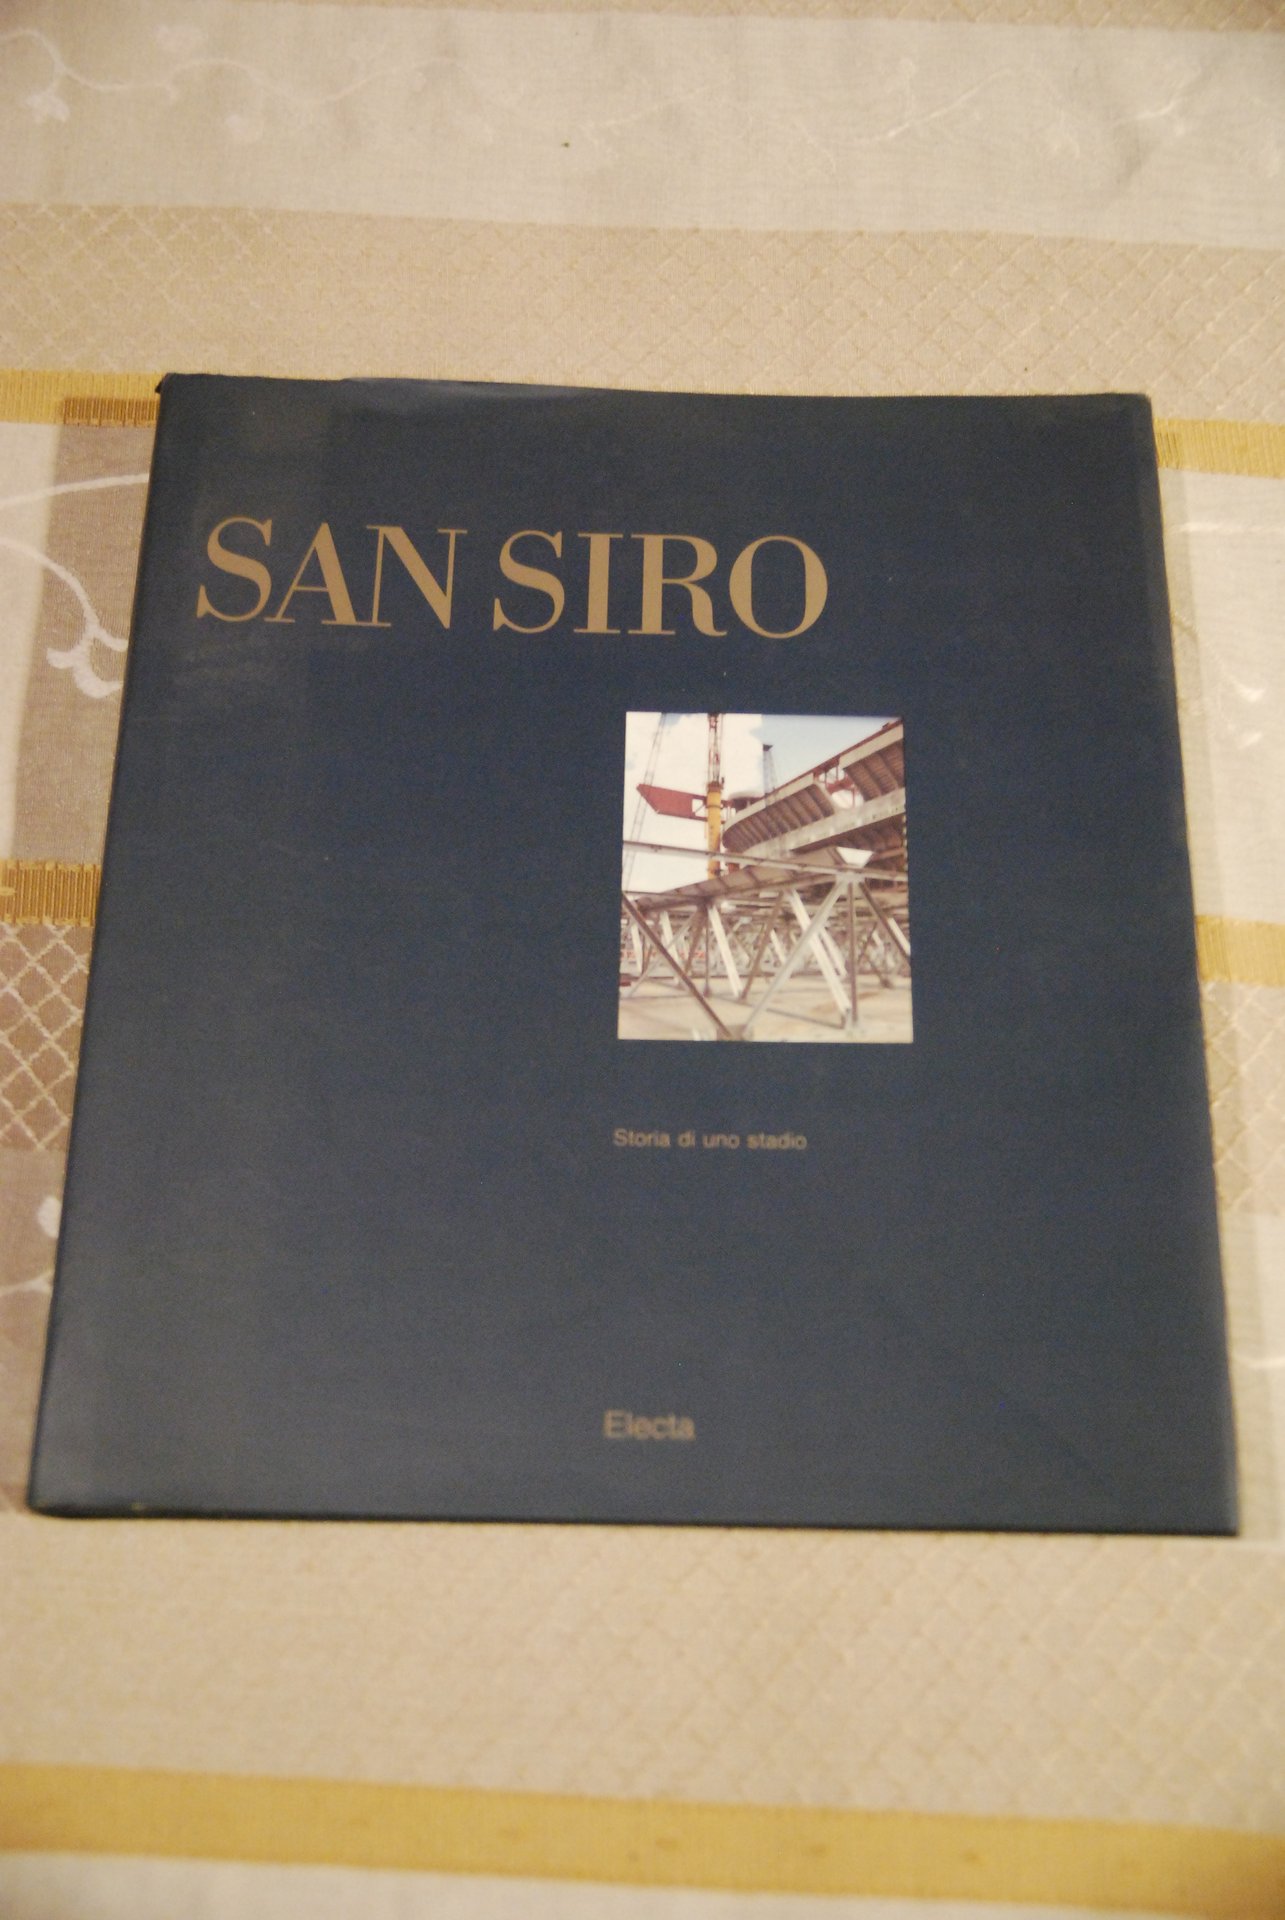 SAN SIRO
Storia di uno stadio
Electa